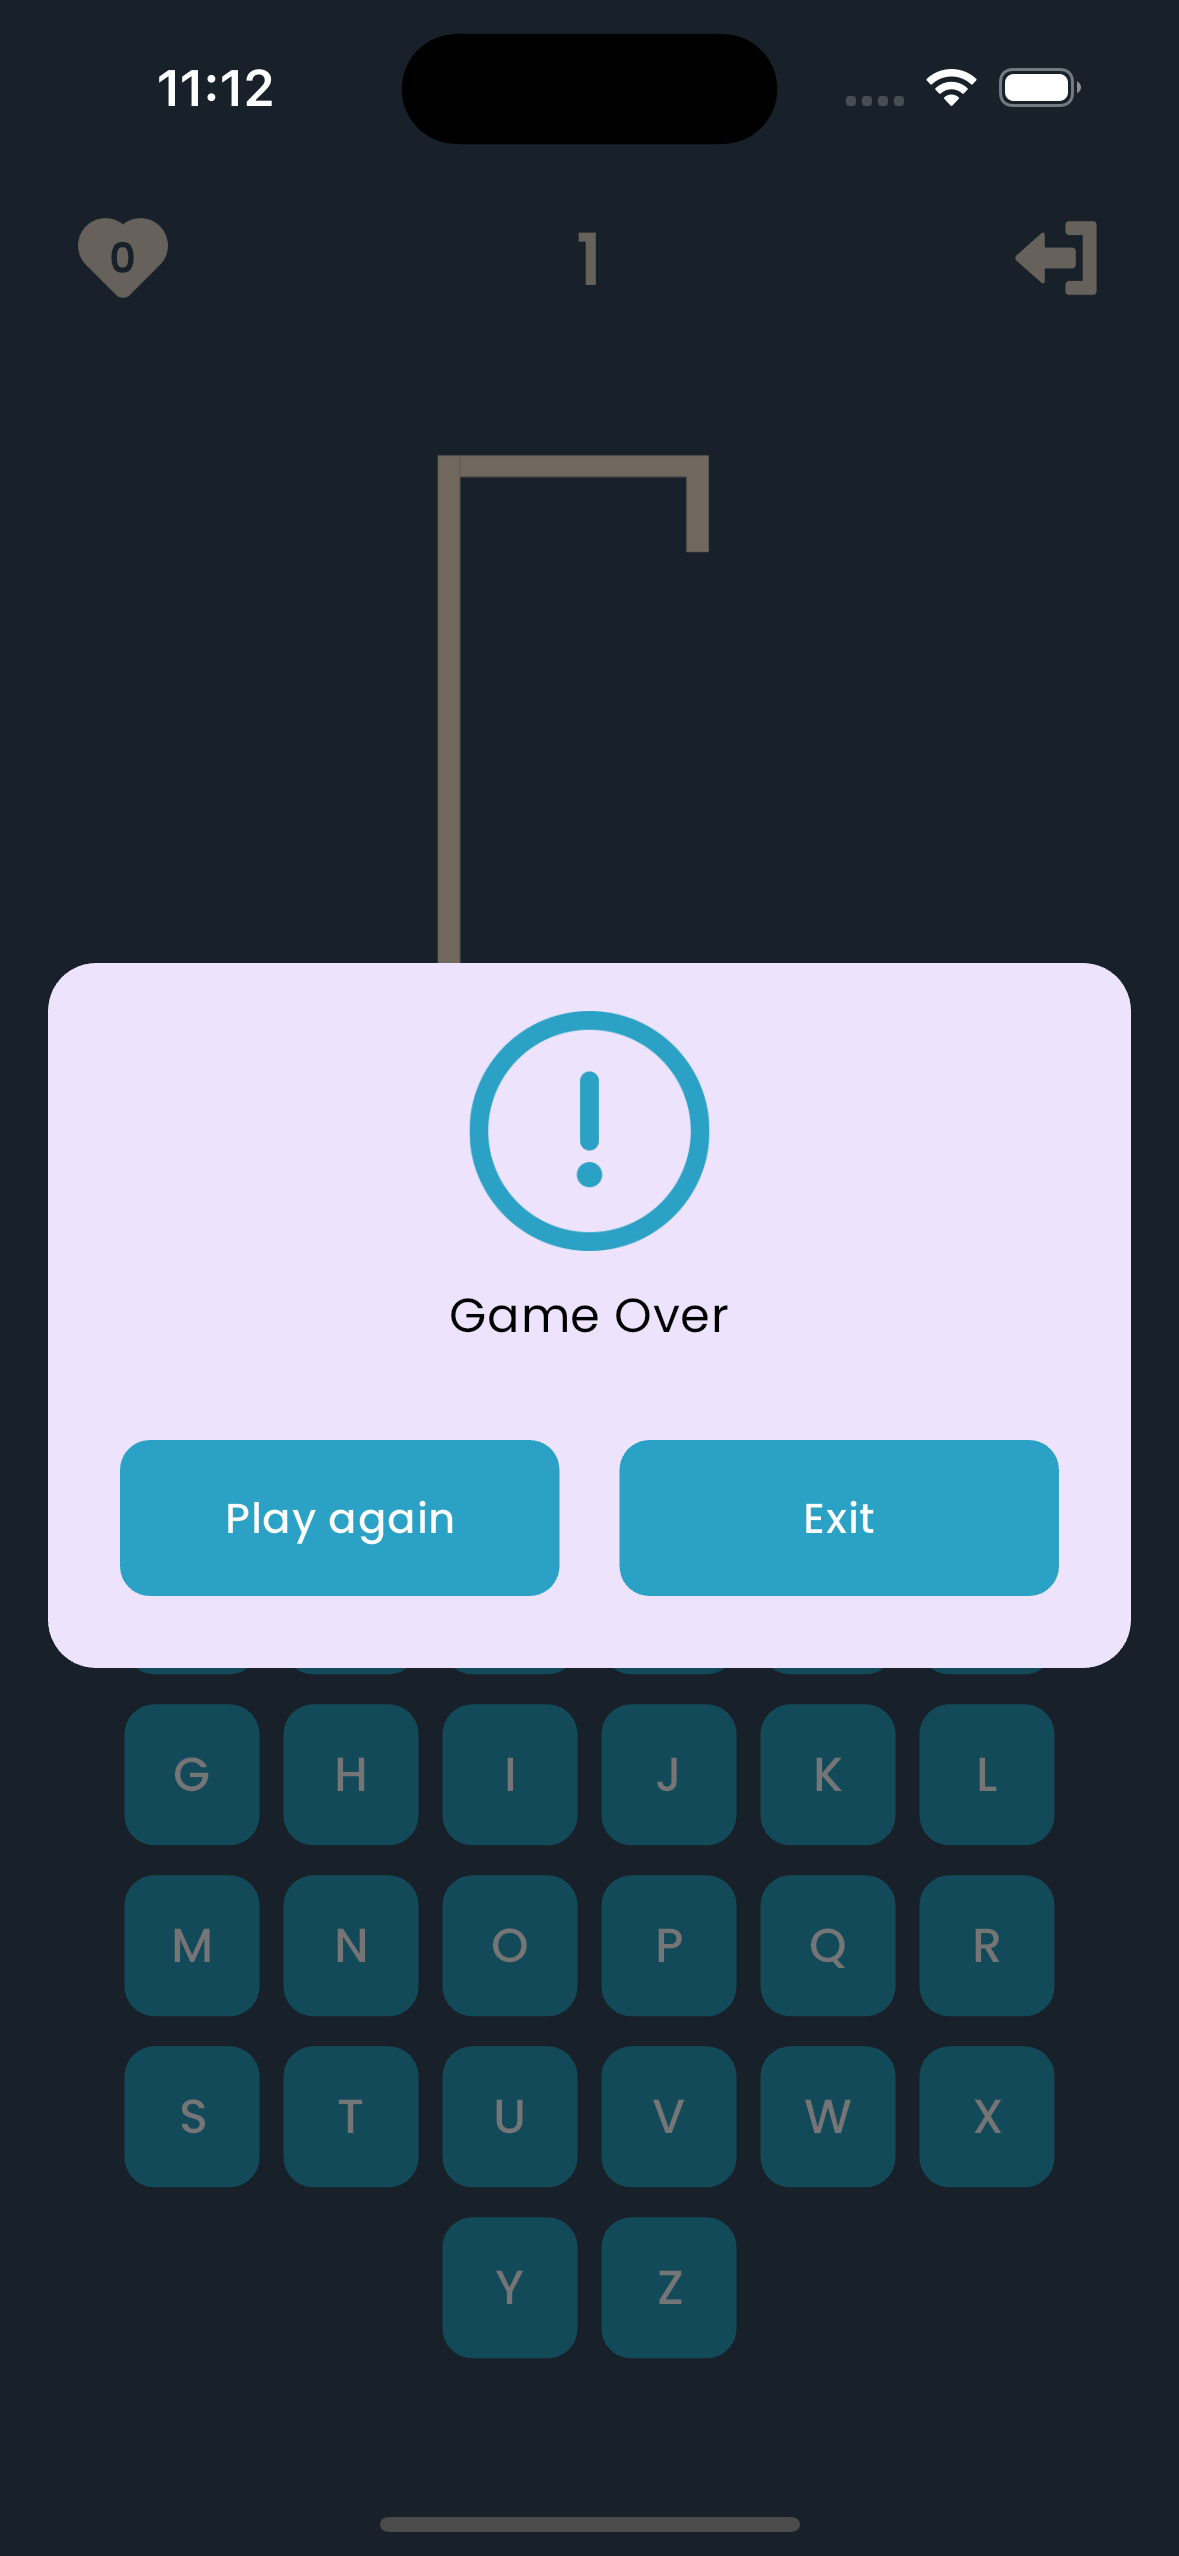 11:12
0 1
Game Over
Play again Exit
G H I J K L
M N O P Q R
S T U V W X
Y Z